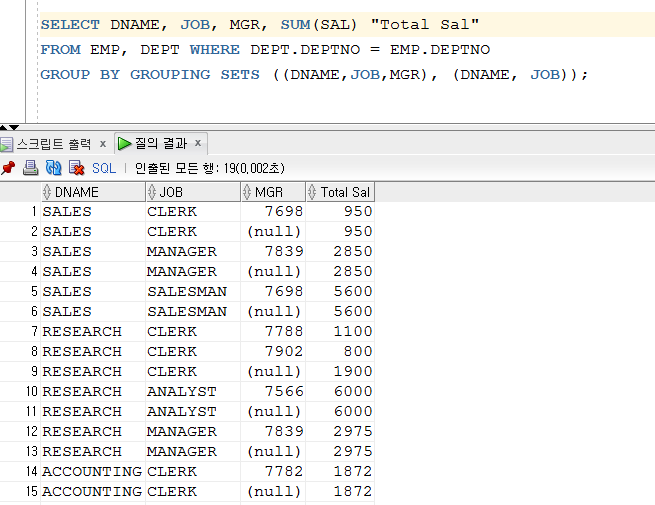 SELECT DNAME, JOB, MGR, SUM(SAL) "Total Sal"
FROM EMP, DEPT WHERE DEPT.DEPTNO = EMP.DEPTNO
GROUP BY GROUPING SETS ((DNAME,JOB,MGR), (DNAME, JOB));
스크립트 출력 x 질의 결과 x
SQL | 인출된 모든 행: 19(0,002초)
DNAME JOB MGR Total Sal
1 SALES CLERK 7698 950
2 SALES CLERK (null) 950
3 SALES MANAGER 7839 2850
4 SALES MANAGER (null) 2850
5 SALES SALESMAN 7698 5600
6 SALES SALESMAN (null) 5600
7 RESEARCH CLERK 7788 1100
8 RESEARCH CLERK 7902 800
9 RESEARCH CLERK (null) 1900
10 RESEARCH ANALYST 7566 6000
11 RESEARCH ANALYST (null) 6000
12 RESEARCH MANAGER 7839 2975
13 RESEARCH MANAGER (null) 2975
14 ACCOUNTING CLERK 7782 1872
15 ACCOUNTING CLERK (null) 1872